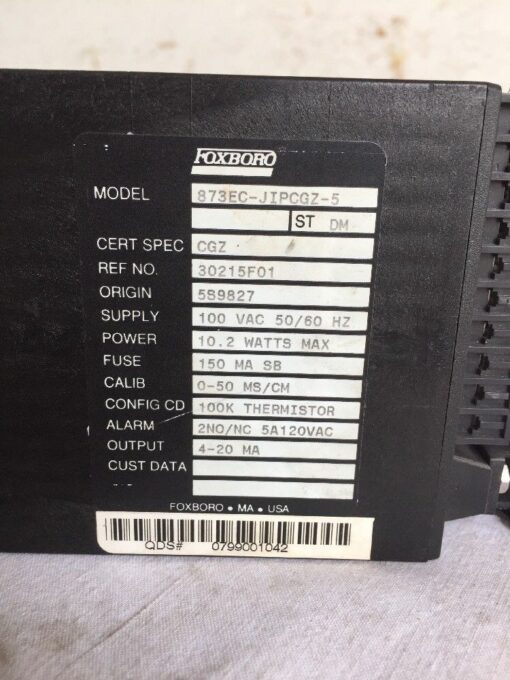 FOXBORO
MODEL 873EC-JIPCGZ-5
ST DM
CERT SPEC CGZ
REF NO. 30215F01
ORIGIN 5S9827
SUPPLY 100 VAC 50/60 HZ
POWER 10.2 WATTS MAX
FUSE 150 MA SB
CALIB 0-50 MS/CM
CONFIG CD 100K THERMISTOR
ALARM 2NO/NC 5A120VAC
OUTPUT 4-20 MA
CUST DATA
FOXBORO • MA • USA
QDS# 0799001042